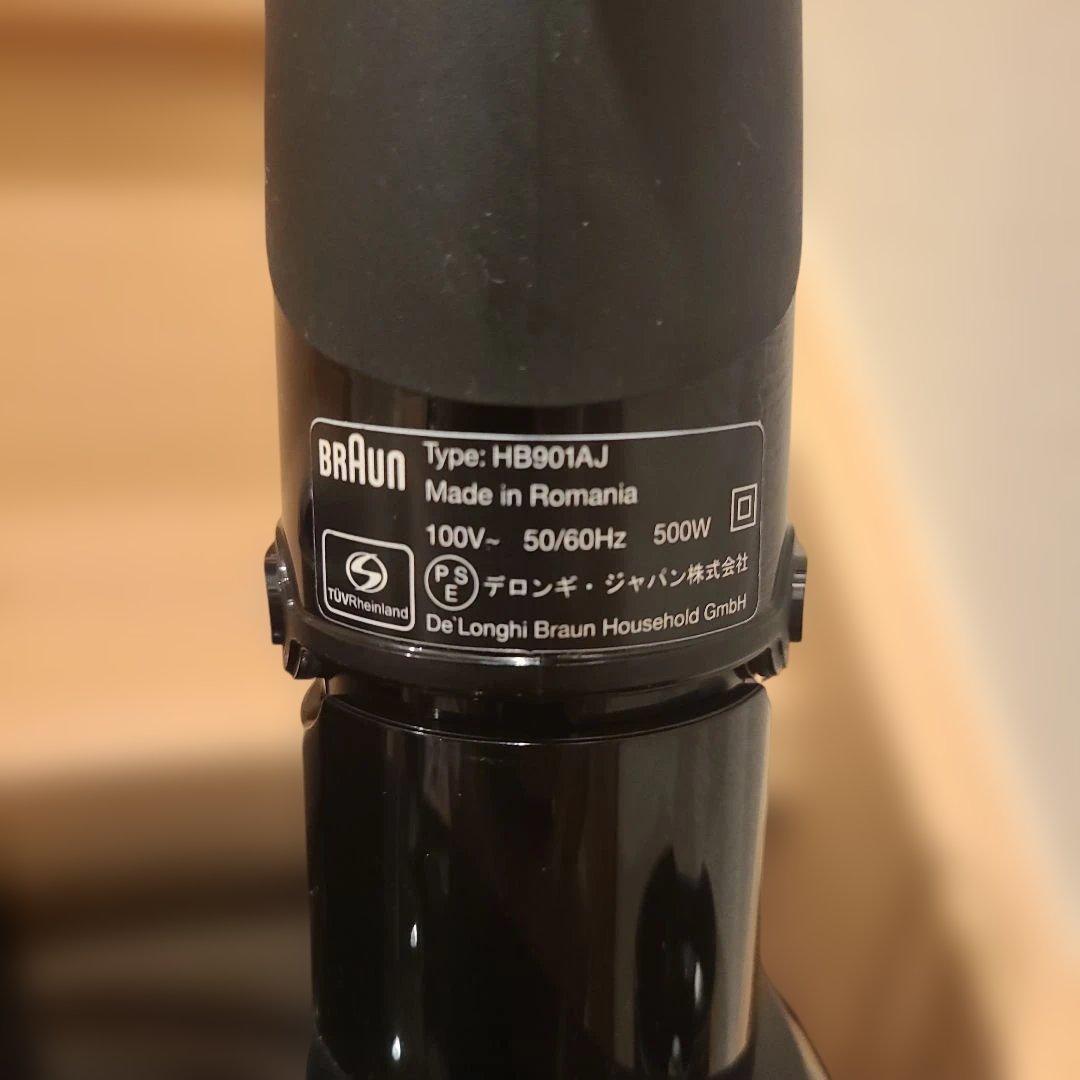 BRAUN
Type: HB901AJ
Made in Romania
100V~ 50/60Hz 500W
TÜVRheinland
PSE デロンギ・ジャパン株式会社
De'Longhi Braun Household GmbH